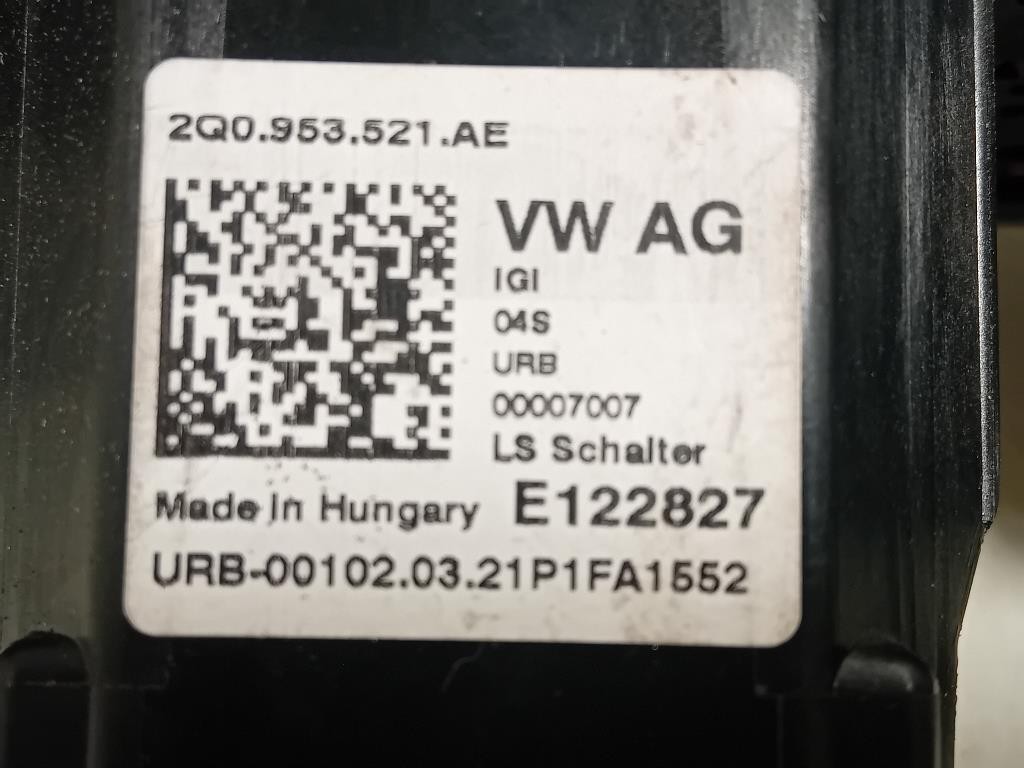 2Q0.953.521.AE
VW AG
IGI
04S
URB
00007007
LS Schalter
Made In Hungary E122827
URB-00102.03.21P1FA1552